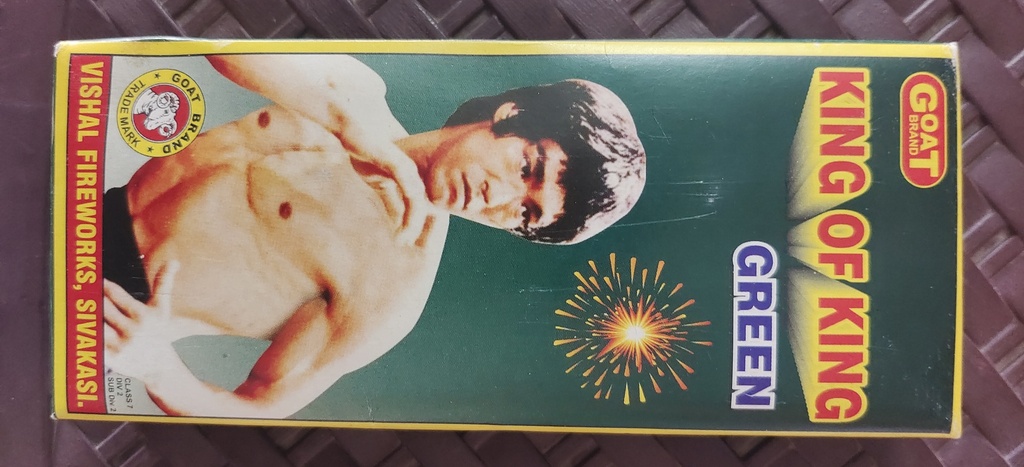 GOAT
BRAND
KING OF KING
GREEN
GOAT BRAND
TRADE MARK
CLASS 7
DIV 2
SUB Div 2
VISHAL FIREWORKS, SIVAKASI.